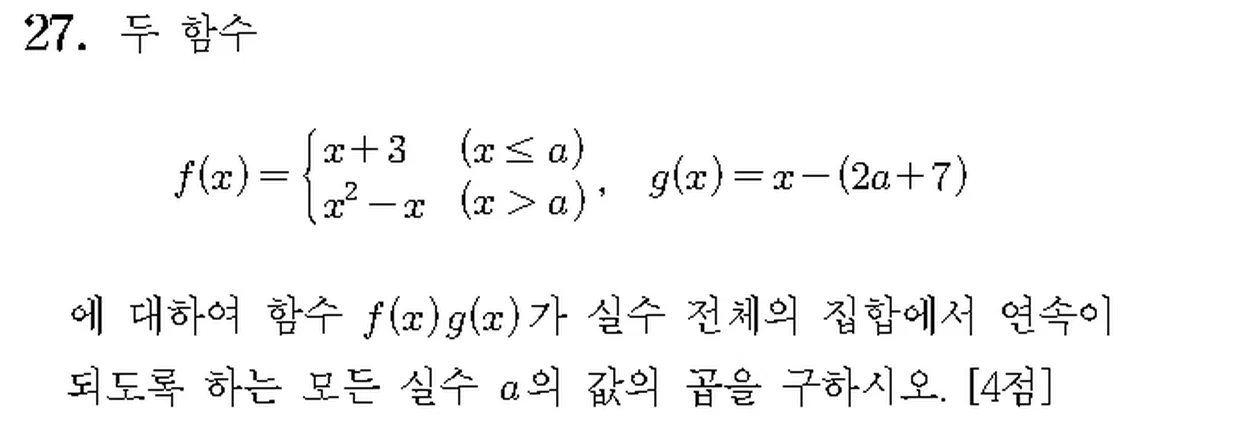 27. 두 함수
f(x) = { x+3 (x ≤ a)
x² − x (x > a) , g(x) = x − (2a+7)
에 대하여 함수 f(x)g(x)가 실수 전체의 집합에서 연속이
되도록 하는 모든 실수 a의 값의 곱을 구하시오. [4점]